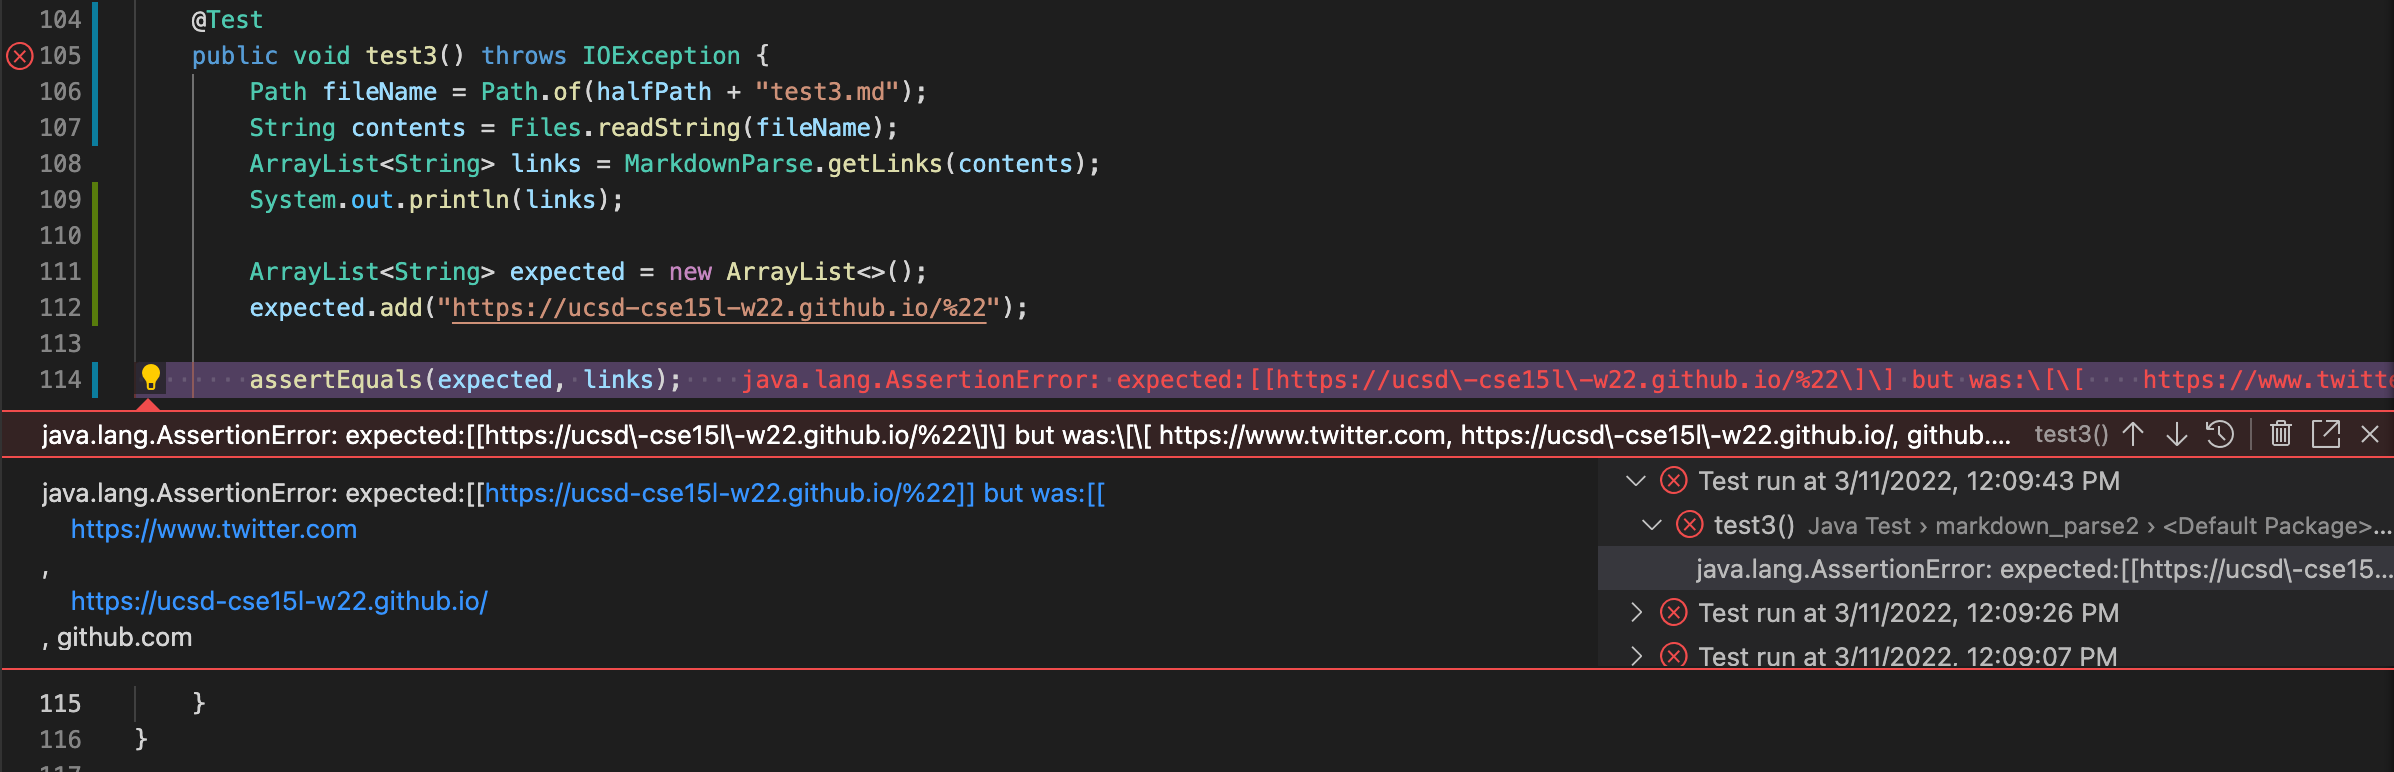 104 @Test
105 public void test3() throws IOException {
106 Path fileName = Path.of(halfPath + "test3.md");
107 String contents = Files.readString(fileName);
108 ArrayList<String> links = MarkdownParse.getLinks(contents);
109 System.out.println(links);
110
111 ArrayList<String> expected = new ArrayList<>();
112 expected.add("https://ucsd-cse15l-w22.github.io/%22");
113
114 assertEquals(expected, links); java.lang.AssertionError: expected:[[https://ucsd\-cse15l\-w22.github.io/%22\]\] but was:\[\[ https://www.twitte
java.lang.AssertionError: expected:[[https://ucsd\-cse15l\-w22.github.io/%22\]\] but was:\[\[ https://www.twitter.com, https://ucsd\-cse15l\-w22.github.io/, github.... test3()
java.lang.AssertionError: expected:[[https://ucsd-cse15l-w22.github.io/%22]] but was:[[
https://www.twitter.com
,
https://ucsd-cse15l-w22.github.io/
, github.com
Test run at 3/11/2022, 12:09:43 PM
test3() Java Test › markdown_parse2 › <Default Package>...
java.lang.AssertionError: expected:[[https://ucsd\-cse15...
Test run at 3/11/2022, 12:09:26 PM
Test run at 3/11/2022, 12:09:07 PM
115 }
116 }
117